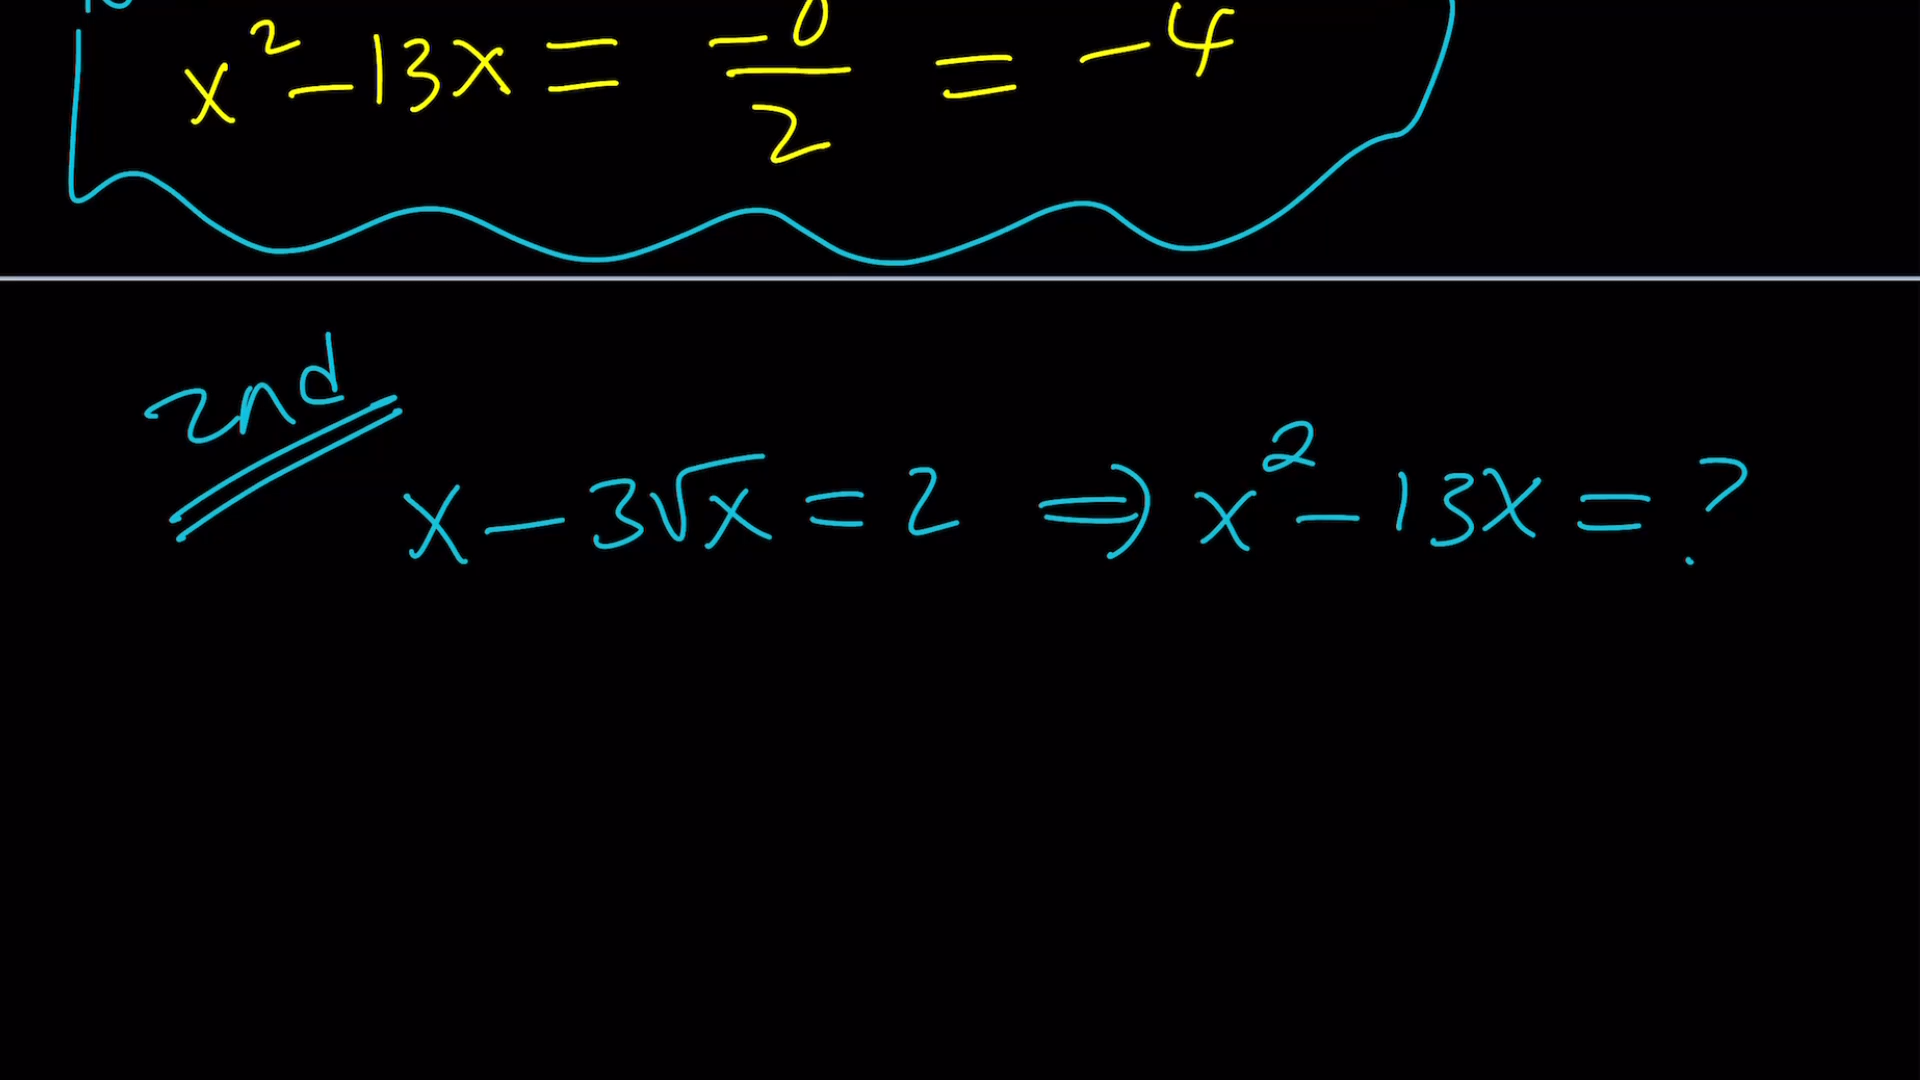 x² - 13x = -8/2 = -4
2nd
x - 3√x = 2 ⇒ x² - 13x = ?